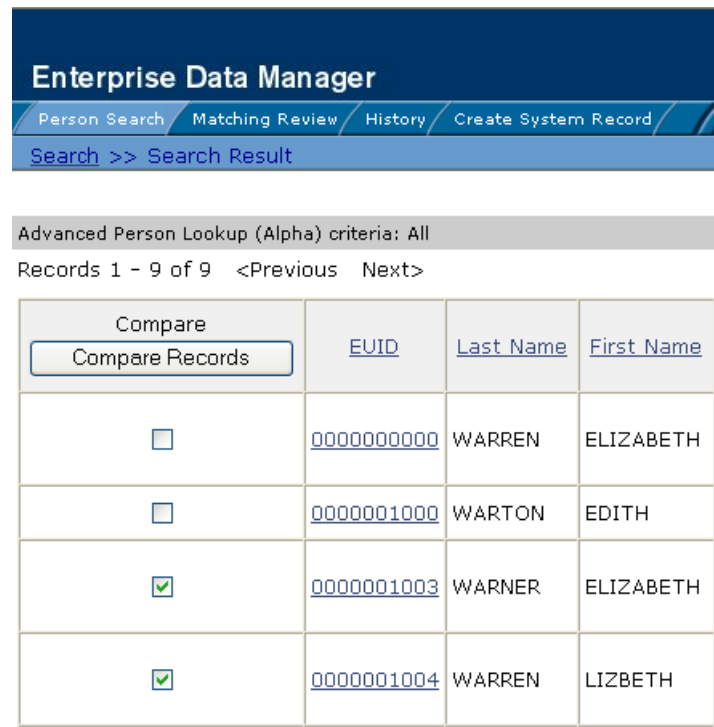 Enterprise Data Manager
Person Search Matching Review History Create System Record
Search >> Search Result
Advanced Person Lookup (Alpha) criteria: All
Records 1 - 9 of 9 <Previous Next>
Compare
Compare Records EUID Last Name First Name
0000000000 WARREN ELIZABETH
0000001000 WARTON EDITH
0000001003 WARNER ELIZABETH
0000001004 WARREN LIZBETH